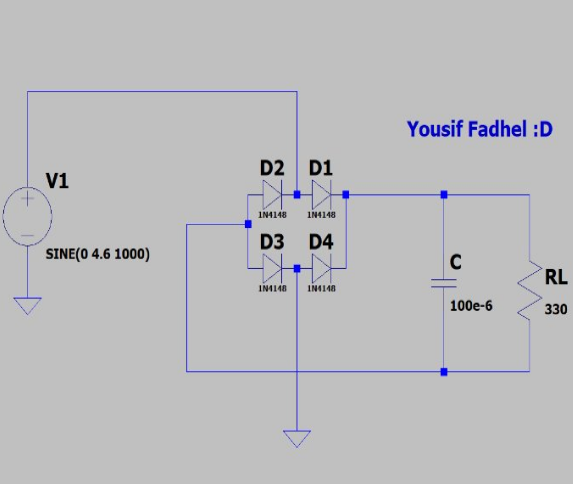 Yousif Fadhel :D
D2 D1
V1
1N4148 1N4148
D3 D4
SINE(0 4.6 1000)
C
RL
1N4148 1N4148
100e-6
330